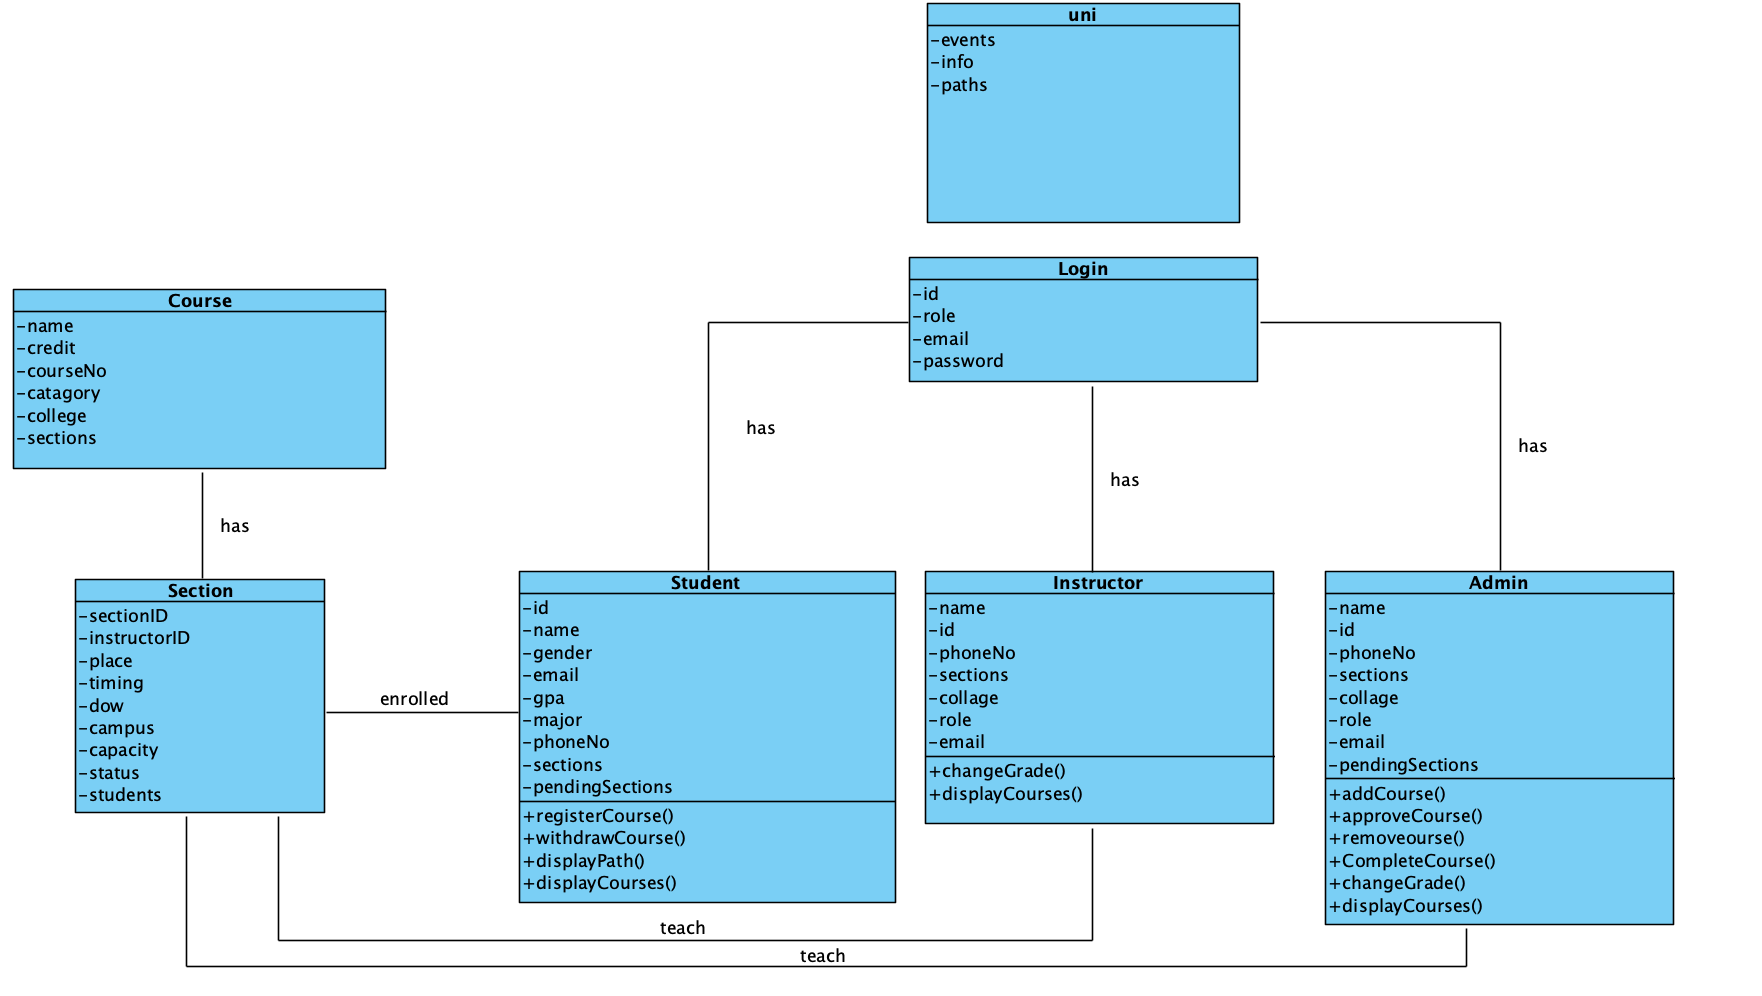 uni
-events
-info
-paths
Login
-id
-role
-email
-password
Course
-name
-credit
-courseNo
-catagory
-college
-sections
has
has
has
has
Section
-sectionID
-instructorID
-place
-timing
-dow
-campus
-capacity
-status
-students
enrolled
Student
-id
-name
-gender
-email
-gpa
-major
-phoneNo
-sections
-pendingSections
+registerCourse()
+withdrawCourse()
+displayPath()
+displayCourses()
Instructor
-name
-id
-phoneNo
-sections
-collage
-role
-email
+changeGrade()
+displayCourses()
Admin
-name
-id
-phoneNo
-sections
-collage
-role
-email
-pendingSections
+addCourse()
+approveCourse()
+removeourse()
+CompleteCourse()
+changeGrade()
+displayCourses()
teach
teach